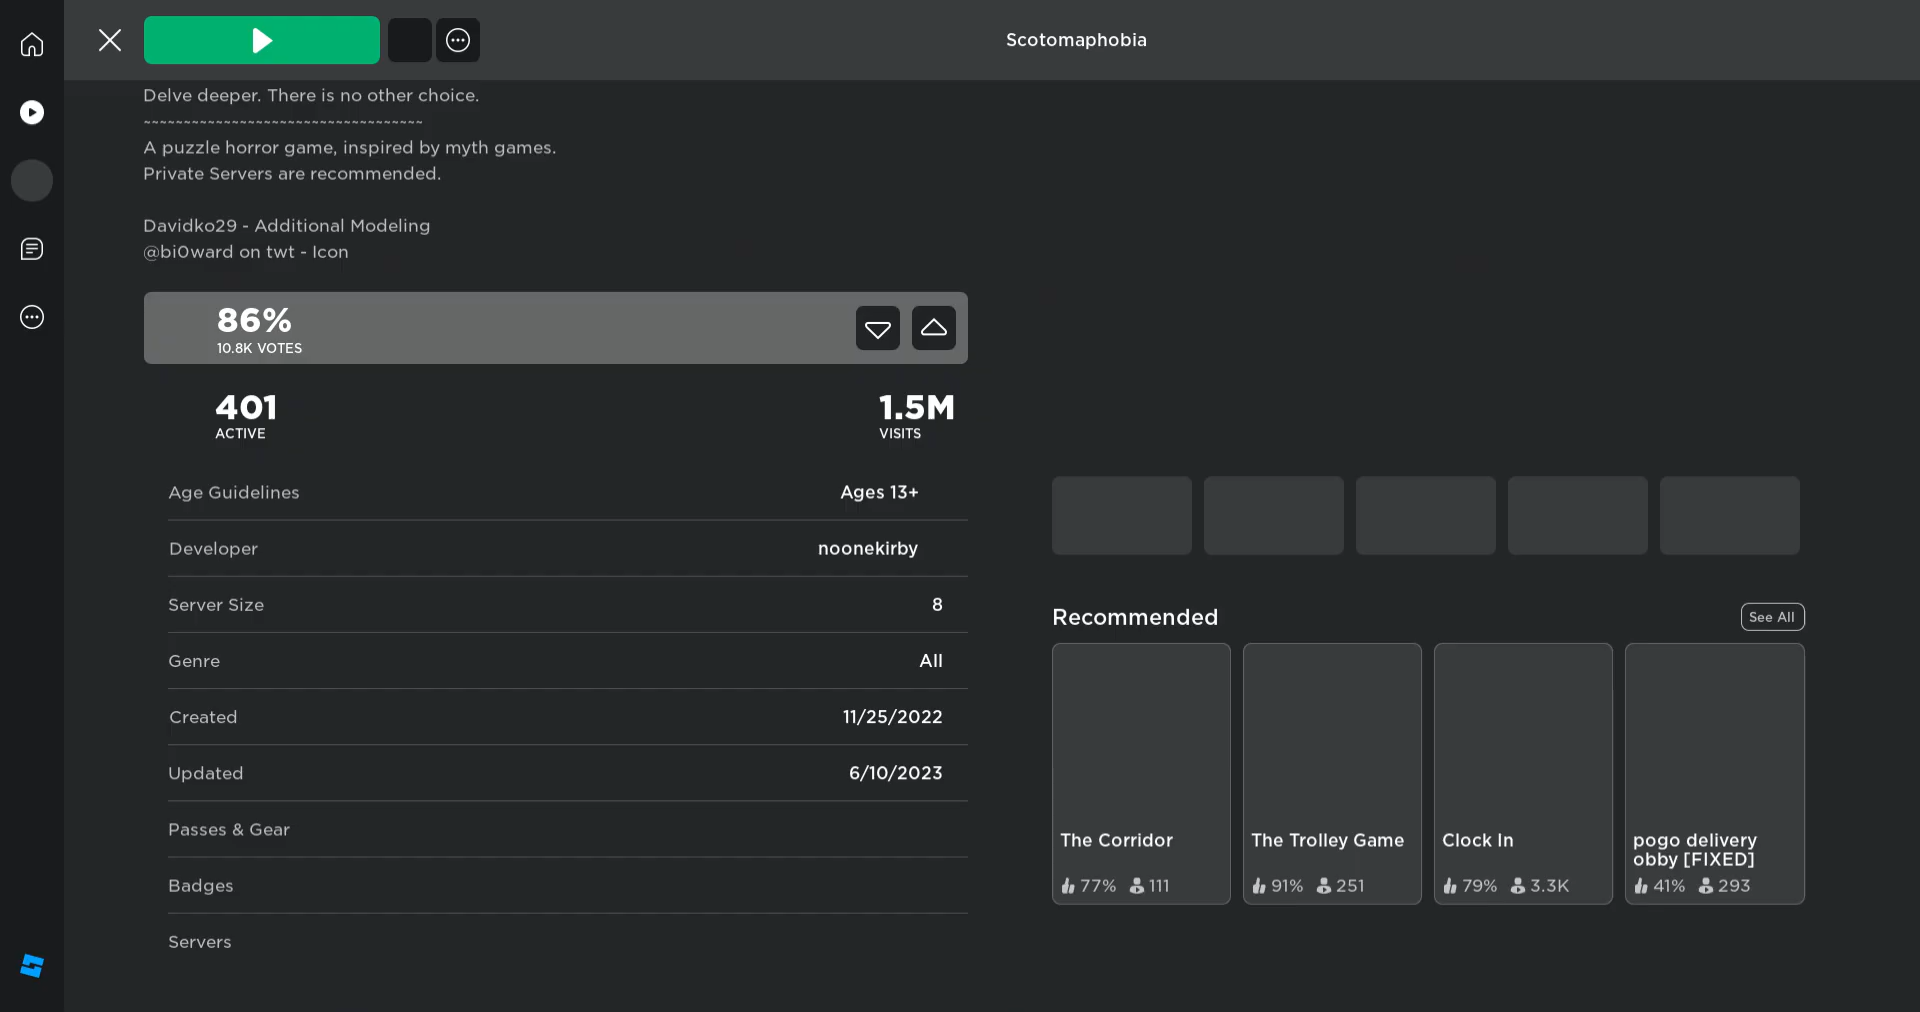 Scotomaphobia
Delve deeper. There is no other choice.
~~~~~~~~~~~~~~~~~~~~~~~~~~~~~~~~~~~
A puzzle horror game, inspired by myth games.
Private Servers are recommended.
Davidko29 - Additional Modeling
@bi0ward on twt - Icon
86%
10.8K VOTES
401
ACTIVE
1.5M
VISITS
Age Guidelines Ages 13+
Developer noonekirby
Server Size 8
Genre All
Created 11/25/2022
Updated 6/10/2023
Passes & Gear
Badges
Servers
Recommended
See All
The Corridor
77% 111
The Trolley Game
91% 251
Clock In
79% 3.3K
pogo delivery
obby [FIXED]
41% 293